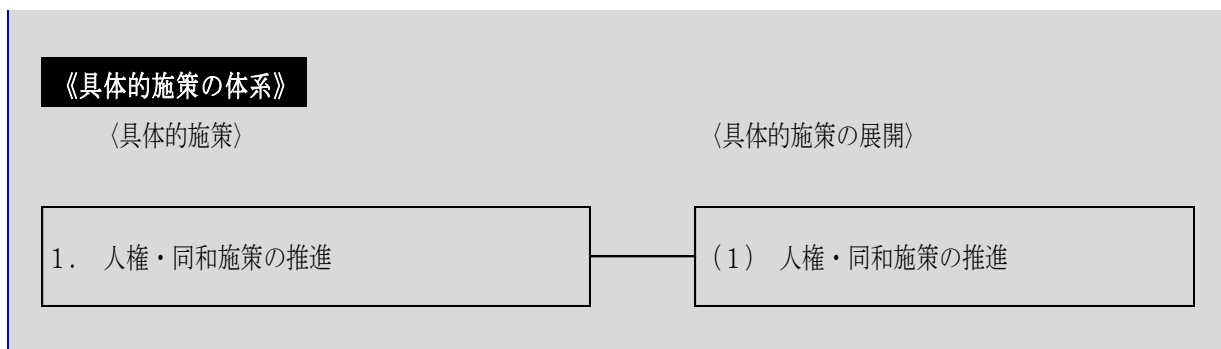 《具体的施策の体系》
〈具体的施策〉 〈具体的施策の展開〉
１． 人権・同和施策の推進 （１） 人権・同和施策の推進